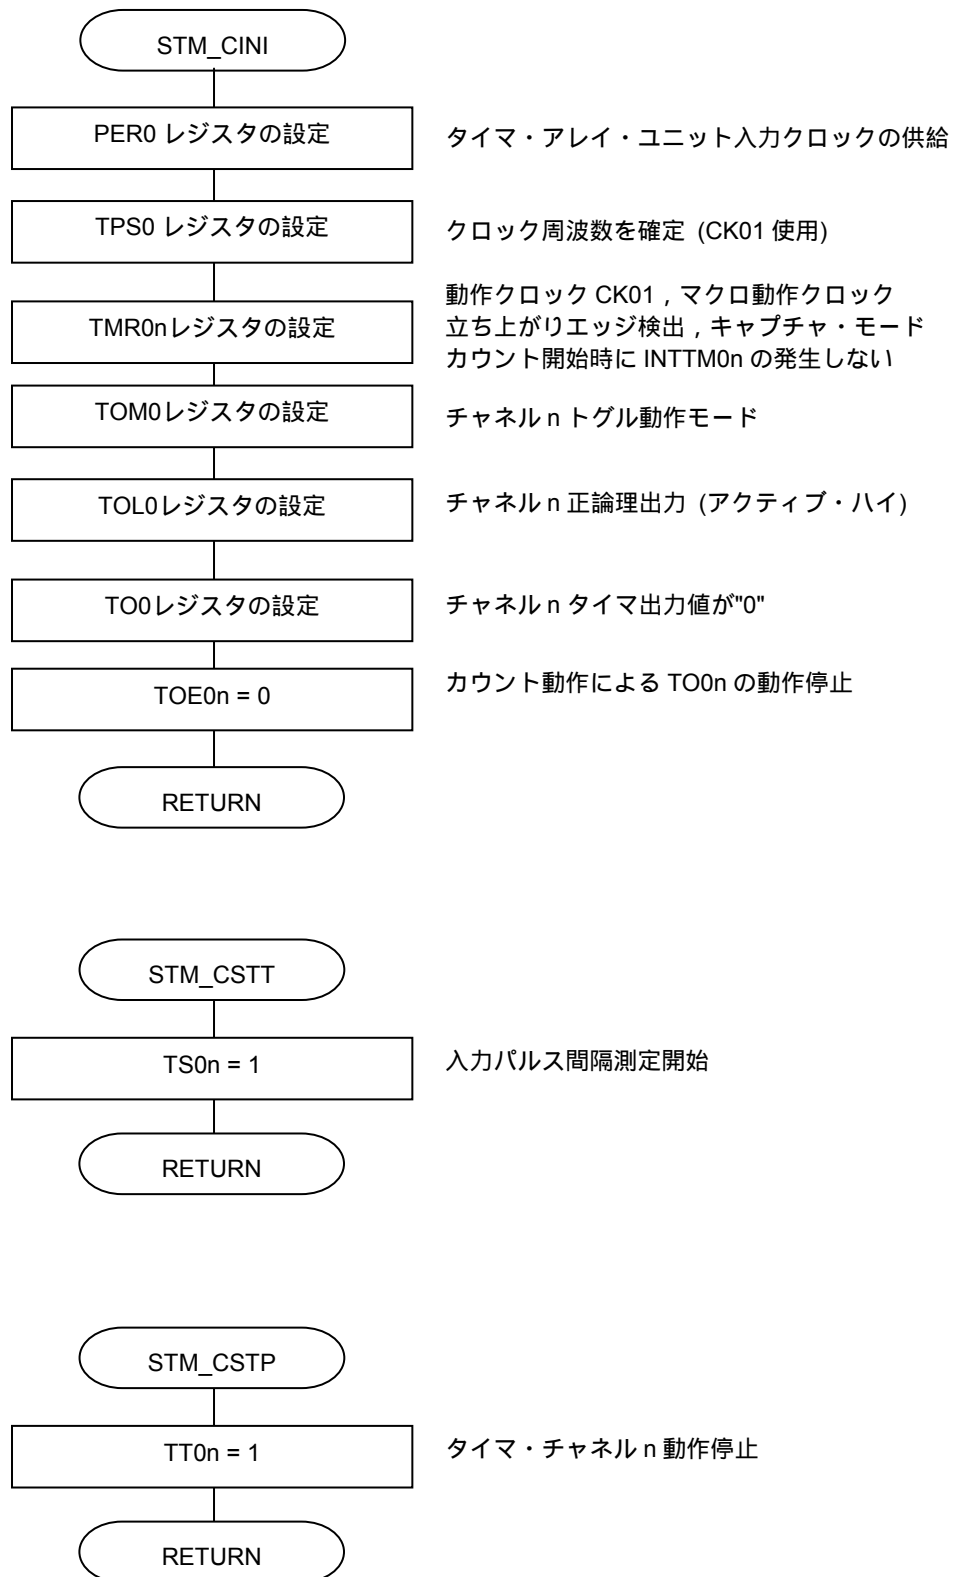 STM_CINI
PER0 レジスタの設定
タイマ・アレイ・ユニット入力クロックの供給
TPS0 レジスタの設定
クロック周波数を確定 (CK01 使用)
TMR0nレジスタの設定
動作クロック CK01 , マクロ動作クロック
立ち上がりエッジ検出 , キャプチャ・モード
カウント開始時に INTTM0n の発生しない
TOM0レジスタの設定
チャネル n トグル動作モード
TOL0レジスタの設定
チャネル n 正論理出力 (アクティブ・ハイ)
TO0レジスタの設定
チャネル n タイマ出力値が"0"
TOE0n = 0
カウント動作による TO0n の動作停止
RETURN
STM_CSTT
TS0n = 1
入力パルス間隔測定開始
RETURN
STM_CSTP
TT0n = 1
タイマ・チャネル n 動作停止
RETURN